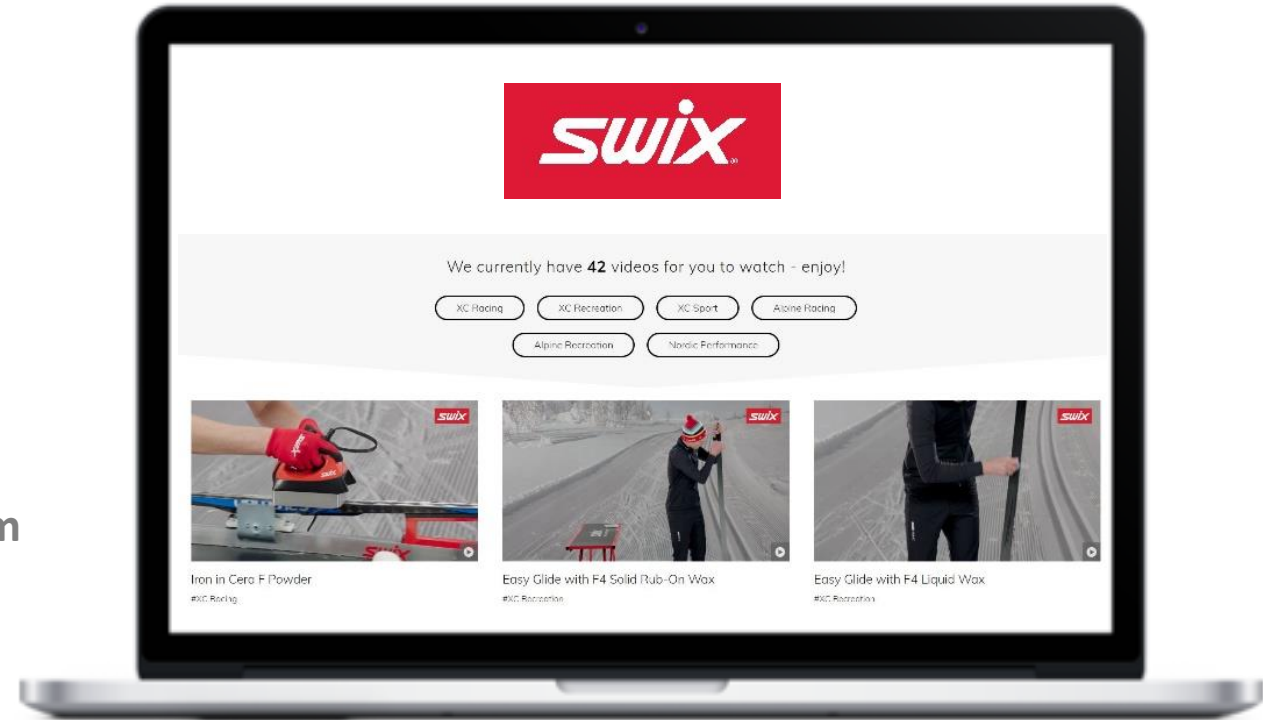 swix
We currently have 42 videos for you to watch - enjoy!
XC Racing XC Recreation XC Sport Alpine Racing
Alpine Recreation Nordic Performance
swix swix swix
swix
swix
m
Iron in Cera F Powder Easy Glide with F4 Solid Rub-On Wax Easy Glide with F4 Liquid Wax
#XC Racing #XC Recreation #XC Recreation